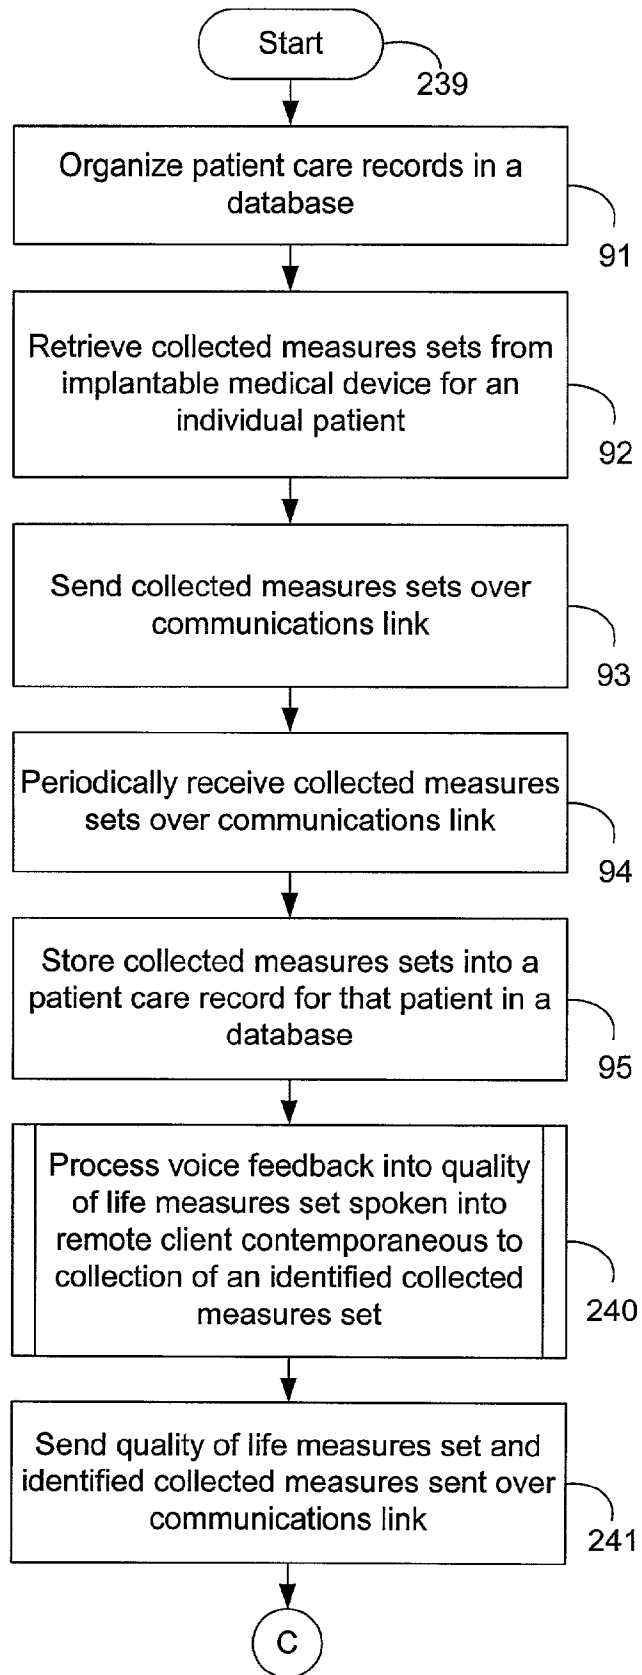 Start
239
Organize patient care records in a
database
91
Retrieve collected measures sets from
implantable medical device for an
individual patient
92
Send collected measures sets over
communications link
93
Periodically receive collected measures
sets over communications link
94
Store collected measures sets into a
patient care record for that patient in a
database
95
Process voice feedback into quality
of life measures set spoken into
remote client contemporaneous to
collection of an identified collected
measures set
240
Send quality of life measures set and
identified collected measures sent over
communications link
241
C